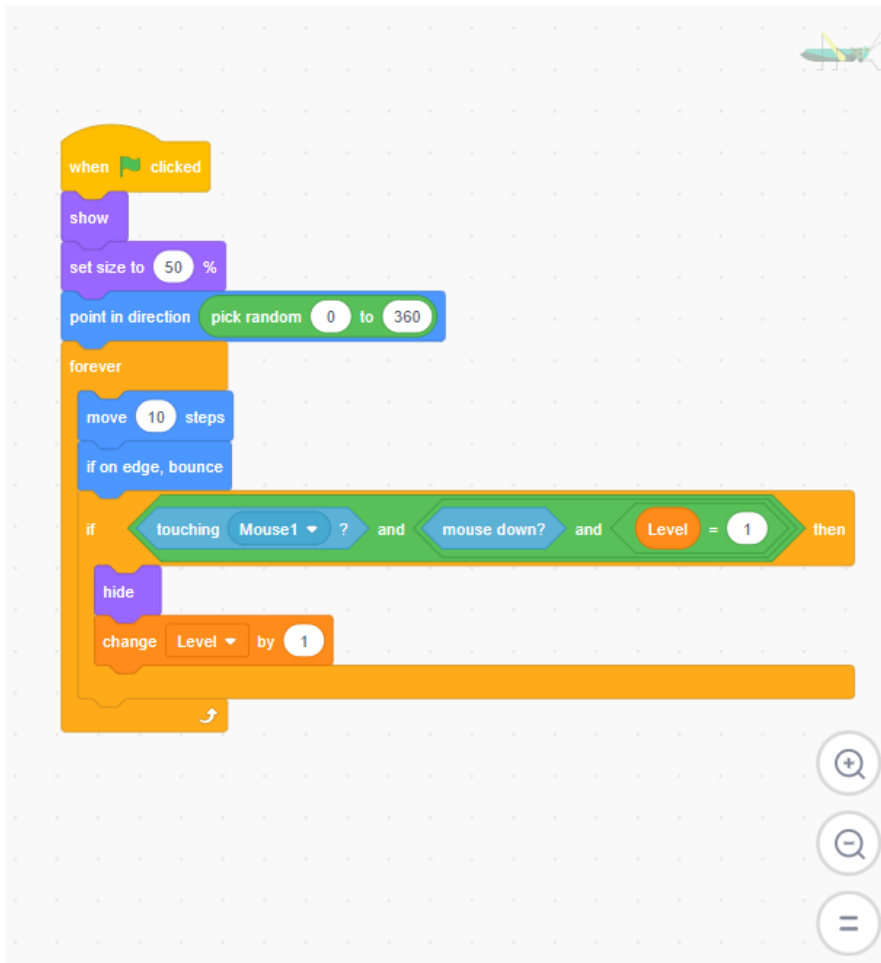 when clicked
show
set size to 50 %
point in direction pick random 0 to 360
forever
move 10 steps
if on edge, bounce
if touching Mouse1 ? and mouse down? and Level = 1 then
hide
change Level by 1